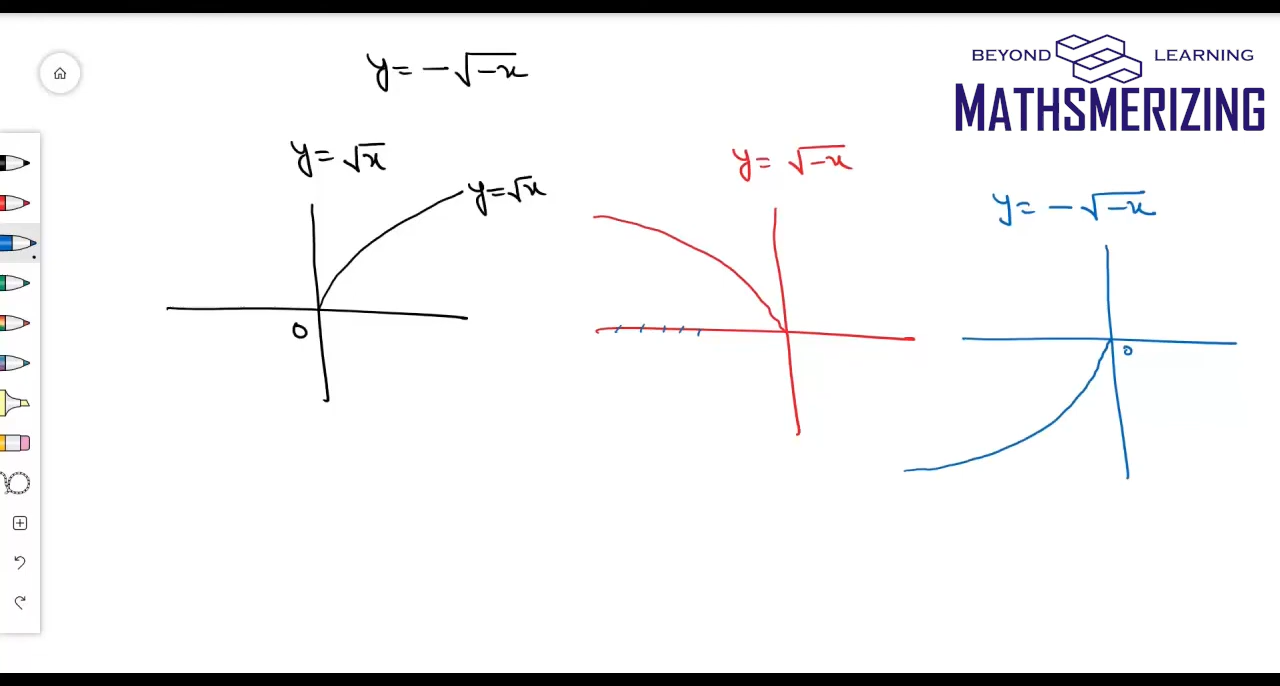 y = -√-x
BEYOND LEARNING
MATHSMERIZING
y = √x
y = √x
0
y = √-x
y = -√-x
0